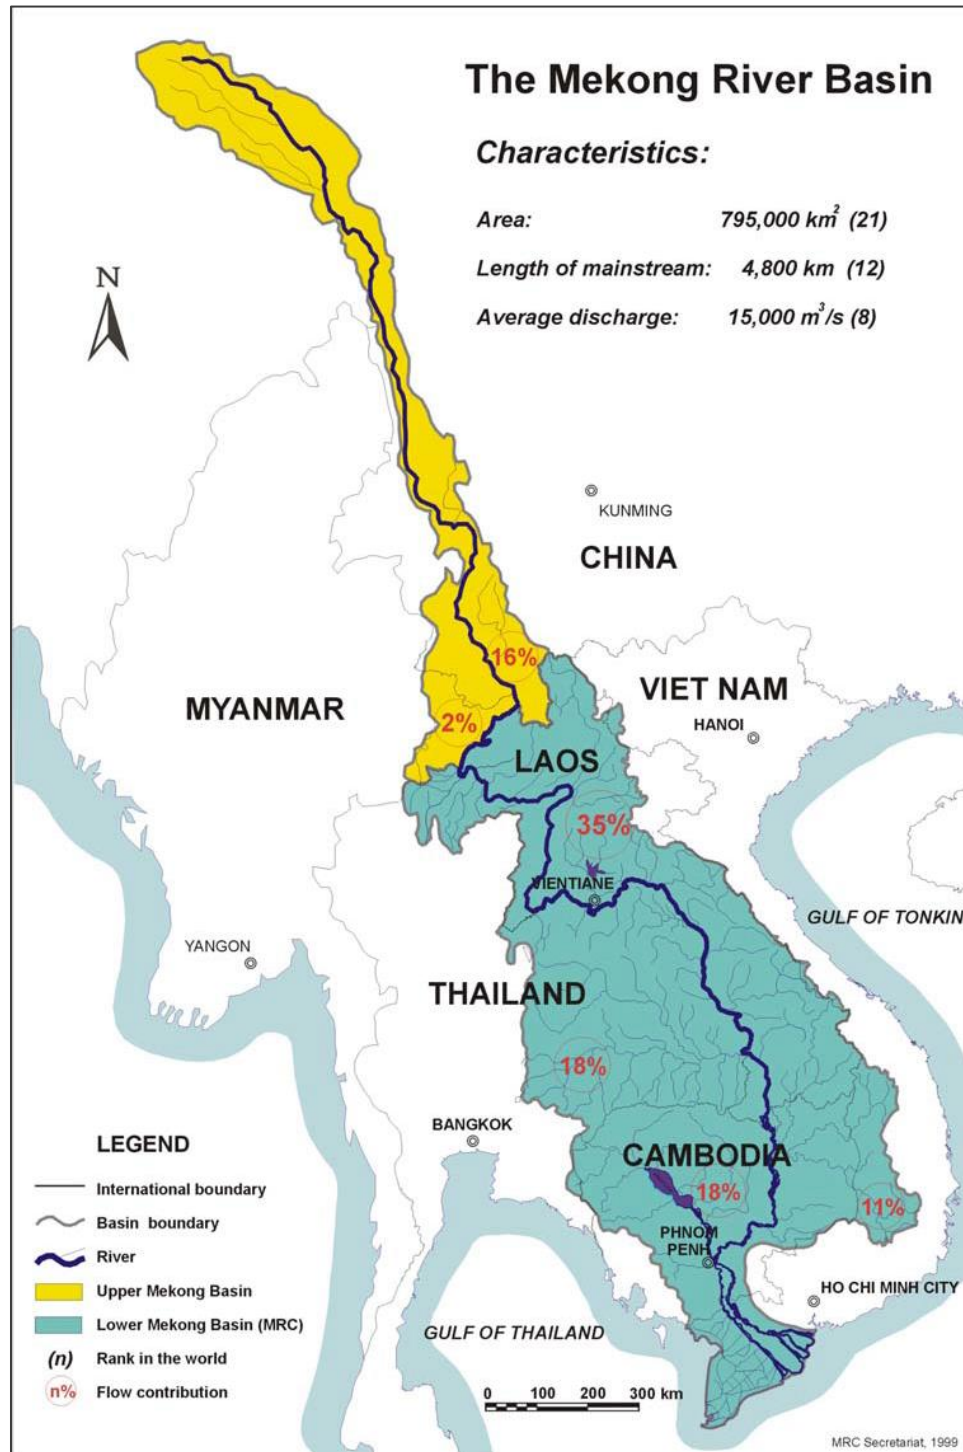 The Mekong River Basin
Characteristics:
Area: 795,000 km² (21)
Length of mainstream: 4,800 km (12)
Average discharge: 15,000 m³/s (8)
N
KUNMING
CHINA
16%
MYANMAR
VIET NAM
2%
HANOI
LAOS
35%
VIENTIANE
GULF OF TONKIN
YANGON
THAILAND
18%
BANGKOK
CAMBODIA
18%
11%
PHNOM
PENH
HO CHI MINH CITY
GULF OF THAILAND
LEGEND
International boundary
Basin boundary
River
Upper Mekong Basin
Lower Mekong Basin (MRC)
(n) Rank in the world
n% Flow contribution
0 100 200 300 km
MRC Secretariat, 1999